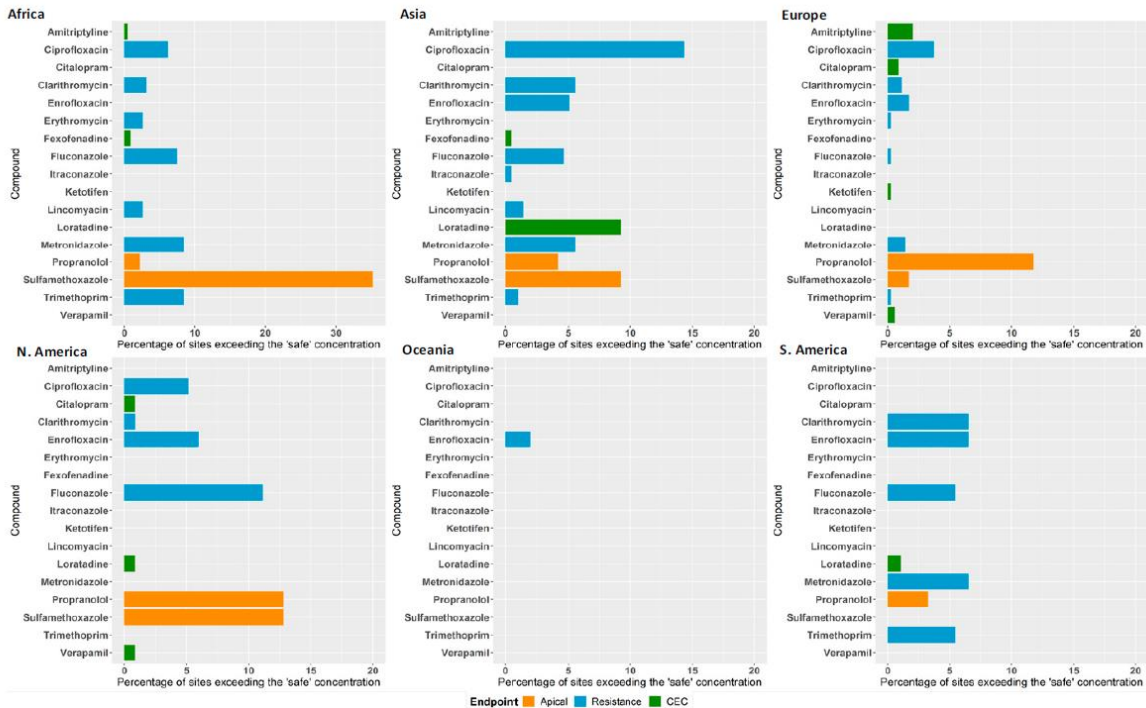 Africa
Compound
Amitriptyline
Ciprofloxacin
Citalopram
Clarithromycin
Enrofloxacin
Erythromycin
Fexofenadine
Fluconazole
Itraconazole
Ketotifen
Lincomyacin
Loratadine
Metronidazole
Propranolol
Sulfamethoxazole
Trimethoprim
Verapamil
0 10 20 30
Percentage of sites exceeding the 'safe' concentration
Asia
Compound
Amitriptyline
Ciprofloxacin
Citalopram
Clarithromycin
Enrofloxacin
Erythromycin
Fexofenadine
Fluconazole
Itraconazole
Ketotifen
Lincomyacin
Loratadine
Metronidazole
Propranolol
Sulfamethoxazole
Trimethoprim
Verapamil
0 5 10 15 20
Percentage of sites exceeding the 'safe' concentration
Europe
Compound
Amitriptyline
Ciprofloxacin
Citalopram
Clarithromycin
Enrofloxacin
Erythromycin
Fexofenadine
Fluconazole
Itraconazole
Ketotifen
Lincomyacin
Loratadine
Metronidazole
Propranolol
Sulfamethoxazole
Trimethoprim
Verapamil
0 5 10 15 20
Percentage of sites exceeding the 'safe' concentration
N. America
Compound
Amitriptyline
Ciprofloxacin
Citalopram
Clarithromycin
Enrofloxacin
Erythromycin
Fexofenadine
Fluconazole
Itraconazole
Ketotifen
Lincomyacin
Loratadine
Metronidazole
Propranolol
Sulfamethoxazole
Trimethoprim
Verapamil
0 5 10 15 20
Percentage of sites exceeding the 'safe' concentration
Oceania
Compound
Amitriptyline
Ciprofloxacin
Citalopram
Clarithromycin
Enrofloxacin
Erythromycin
Fexofenadine
Fluconazole
Itraconazole
Ketotifen
Lincomyacin
Loratadine
Metronidazole
Propranolol
Sulfamethoxazole
Trimethoprim
Verapamil
0 5 10 15 20
Percentage of sites exceeding the 'safe' concentration
S. America
Compound
Amitriptyline
Ciprofloxacin
Citalopram
Clarithromycin
Enrofloxacin
Erythromycin
Fexofenadine
Fluconazole
Itraconazole
Ketotifen
Lincomyacin
Loratadine
Metronidazole
Propranolol
Sulfamethoxazole
Trimethoprim
Verapamil
0 5 10 15 20
Percentage of sites exceeding the 'safe' concentration
Endpoint Apical Resistance CEC